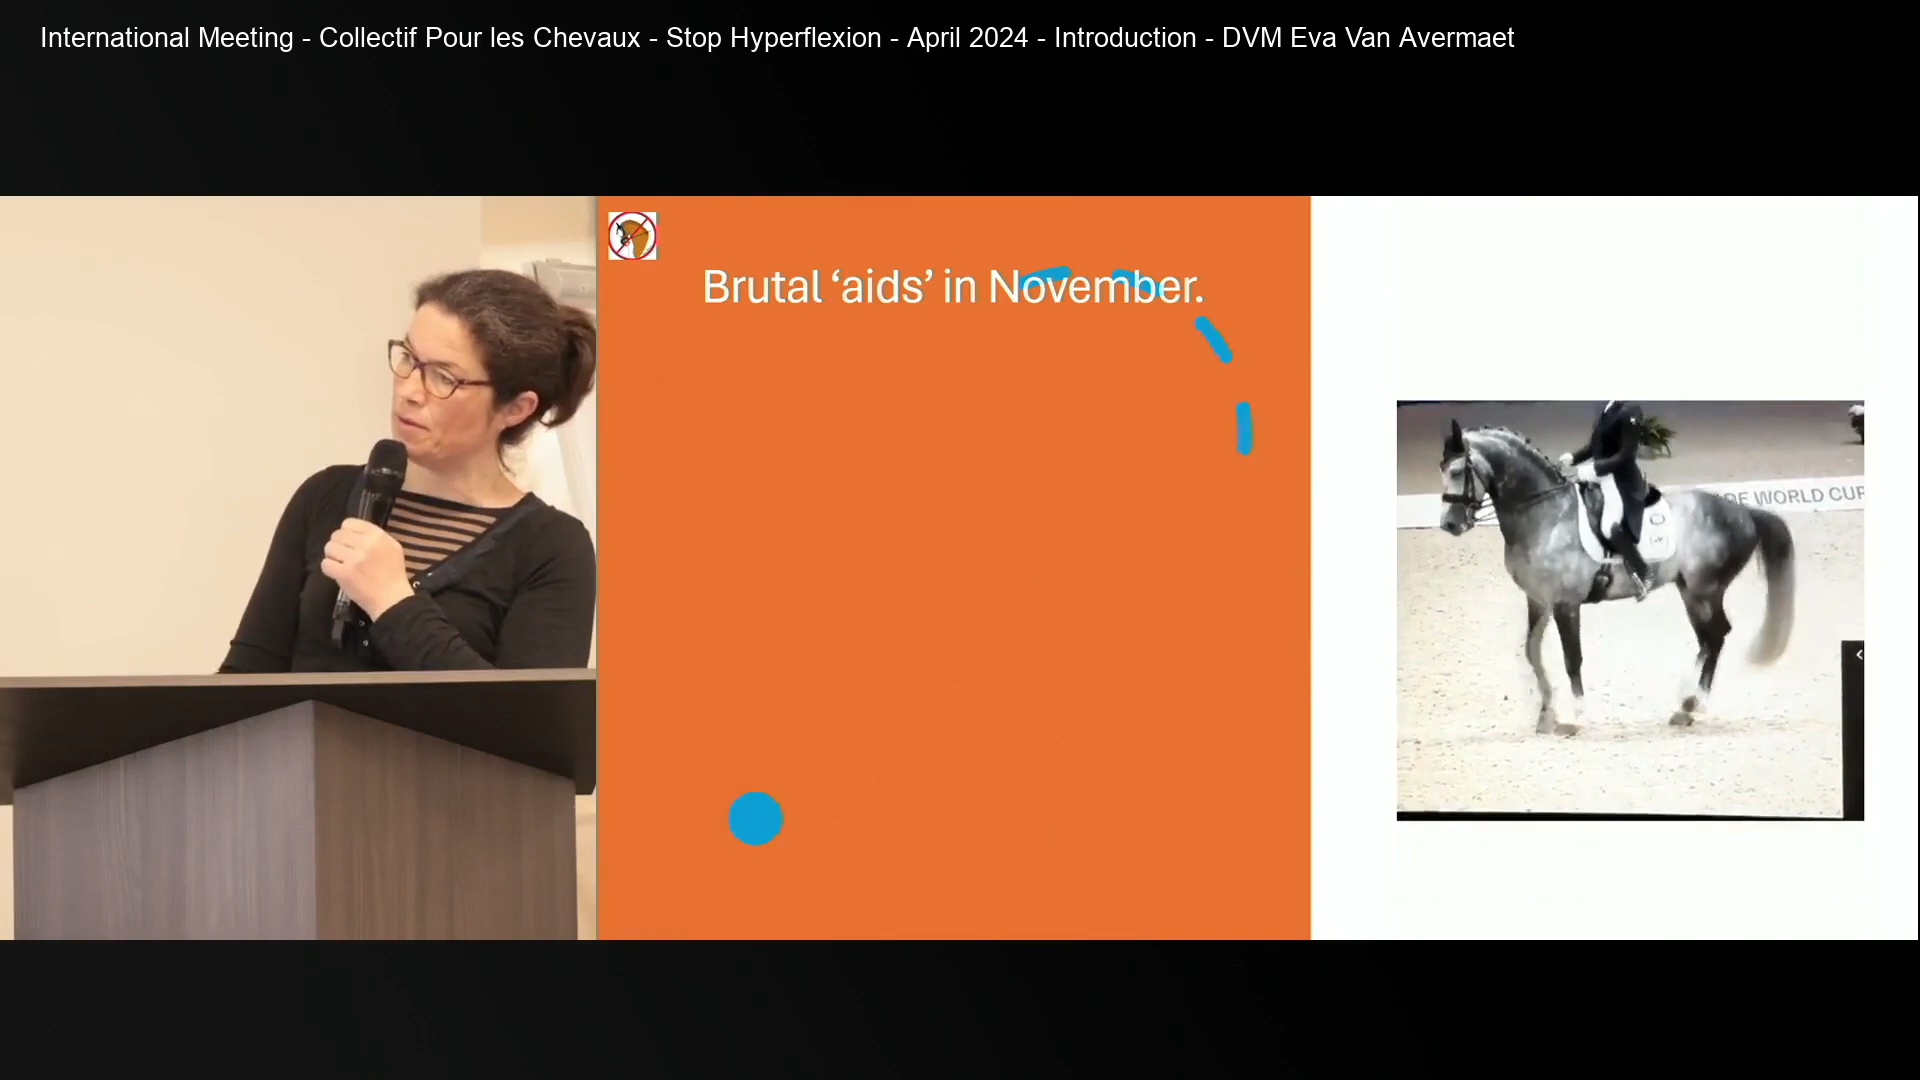 International Meeting - Collectif Pour les Chevaux - Stop Hyperflexion - April 2024 - Introduction - DVM Eva Van Avermaet
Brutal ‘aids’ in November.
WORLD CUP